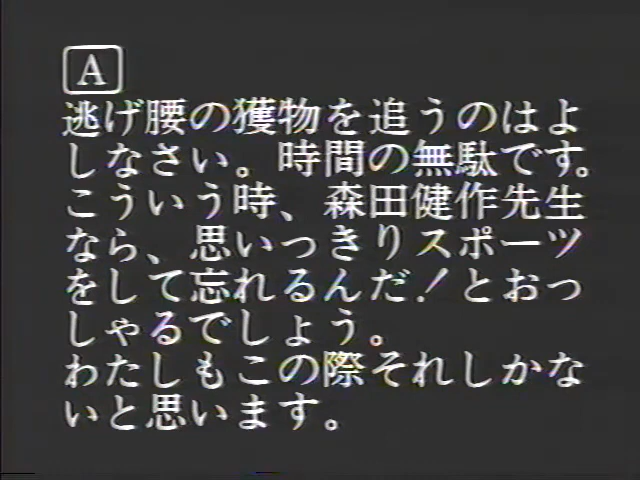 A
逃げ腰の獲物を追うのはよ
しなさい。時間の無駄です。
こういう時、森田健作先生
なら、思いっきりスポーツ
をして忘れるんだ！とおっ
しゃるでしょう。
わたしもこの際それしかな
いと思います。